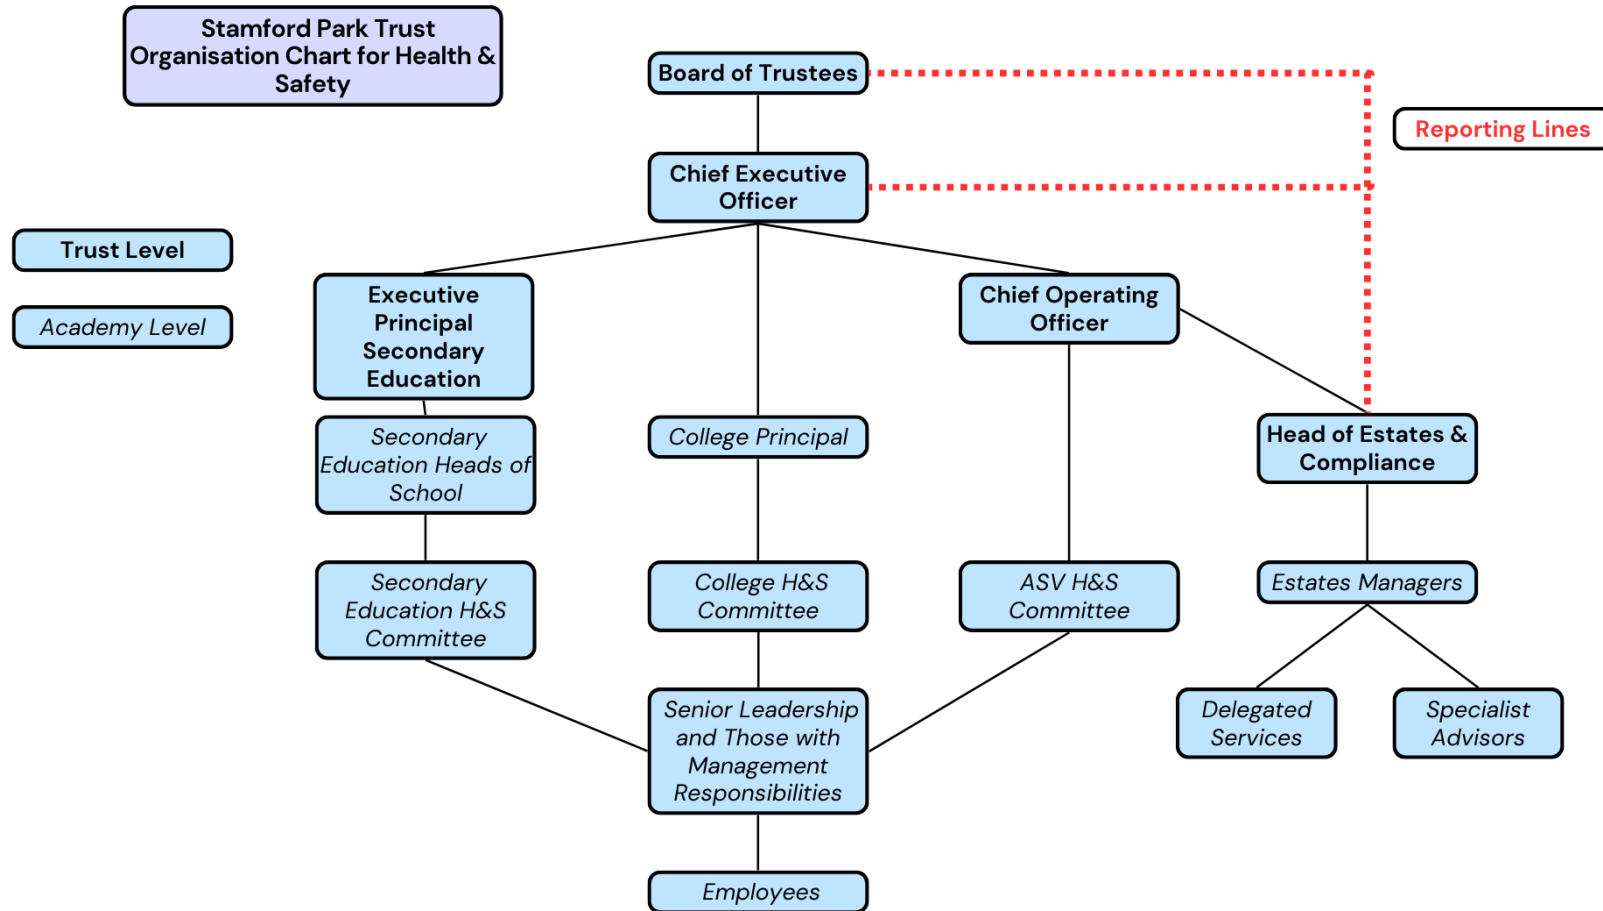 Stamford Park Trust
Organisation Chart for Health &
Safety
Board of Trustees
Reporting Lines
Chief Executive
Officer
Trust Level
Academy Level
Executive
Principal
Secondary
Education
Chief Operating
Officer
Secondary
Education Heads of
School
College Principal
Head of Estates &
Compliance
Secondary
Education H&S
Committee
College H&S
Committee
ASV H&S
Committee
Estates Managers
Senior Leadership
and Those with
Management
Responsibilities
Delegated
Services
Specialist
Advisors
Employees